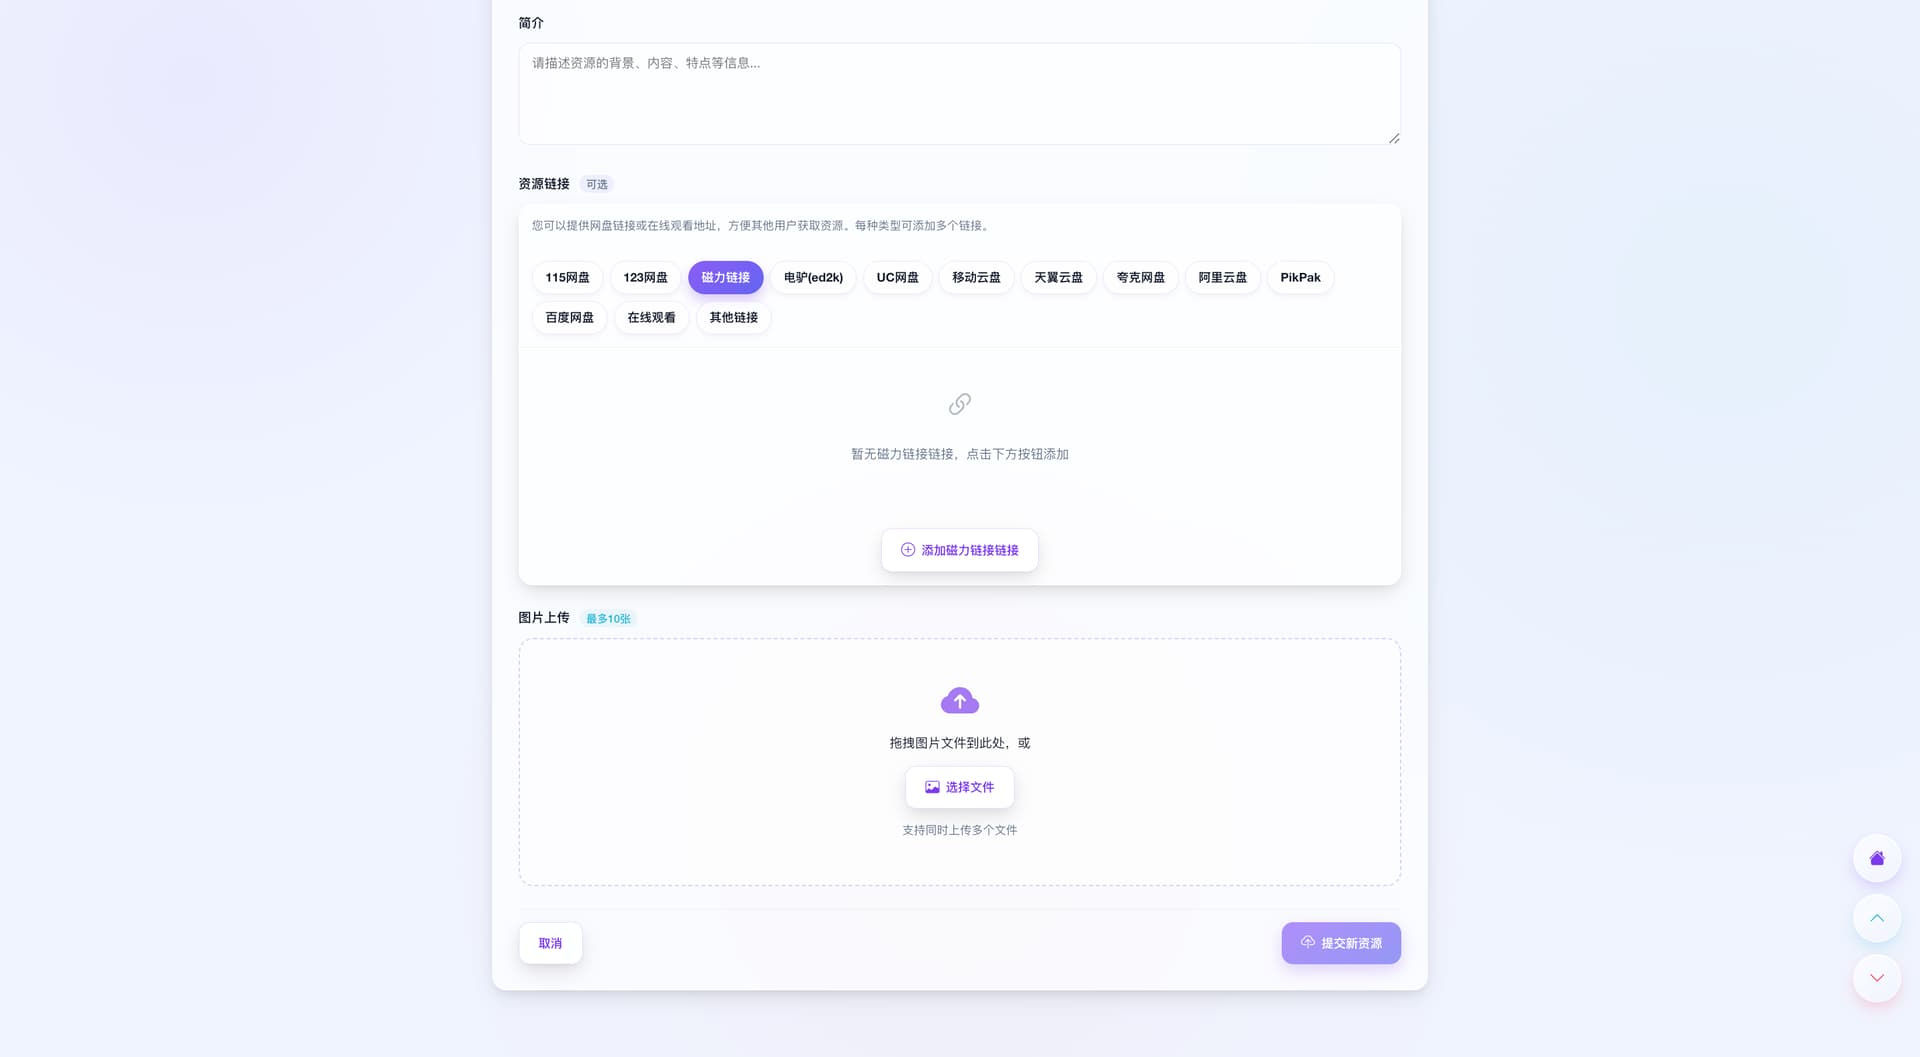 简介
请描述资源的背景、内容、特点等信息...
资源链接 可选
您可以提供网盘链接或在线观看地址，方便其他用户获取资源。每种类型可添加多个链接。
115网盘 123网盘 磁力链接 电驴(ed2k) UC网盘 移动云盘 天翼云盘 夸克网盘 阿里云盘 PikPak
百度网盘 在线观看 其他链接
暂无磁力链接链接，点击下方按钮添加
添加磁力链接链接
图片上传 最多10张
拖拽图片文件到此处，或
选择文件
支持同时上传多个文件
取消 提交新资源